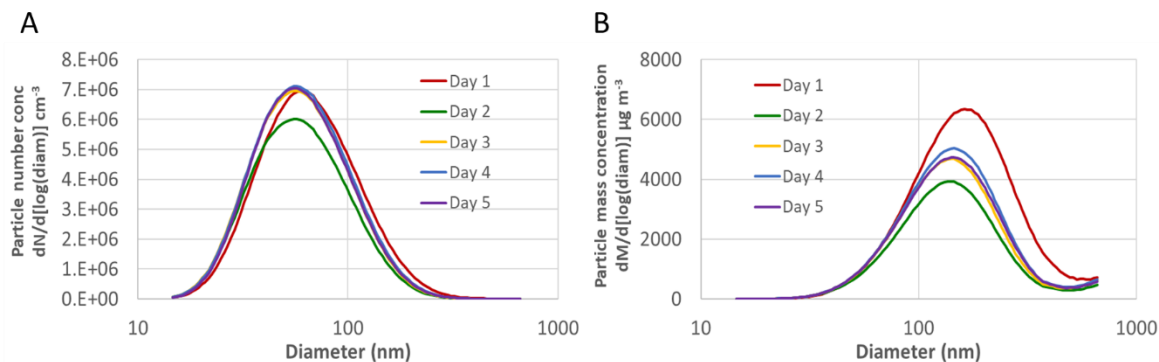 A
Particle number conc
dN/d[log(diam)] cm-3
8.E+06
7.E+06
6.E+06
5.E+06
4.E+06
3.E+06
2.E+06
1.E+06
0.E+00
10
100
1000
Diameter (nm)
Day 1
Day 2
Day 3
Day 4
Day 5
B
Particle mass concentration
dM/d[log(diam)] µg m-3
8000
6000
4000
2000
0
10
100
1000
Diameter (nm)
Day 1
Day 2
Day 3
Day 4
Day 5